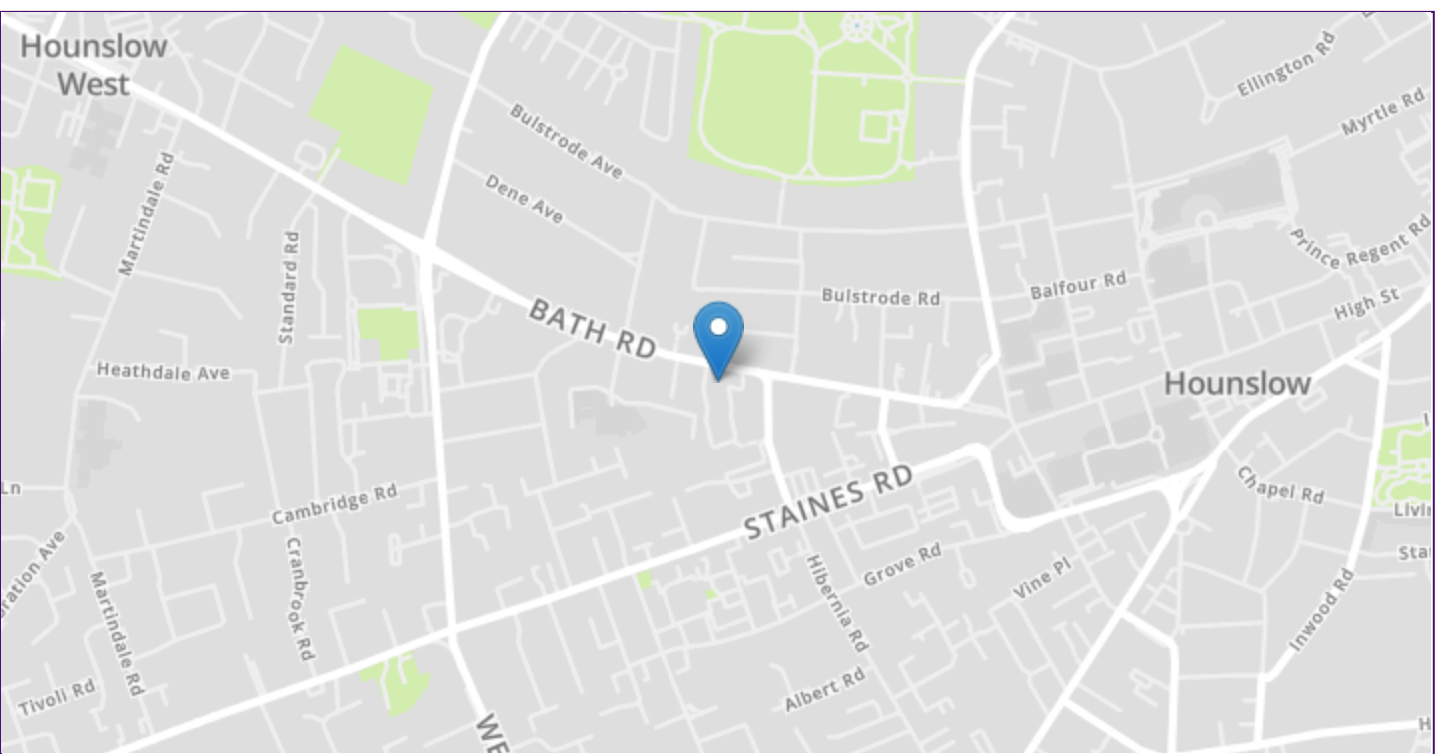 Hounslow
West
Ellington Rd
Myrtle Rd
Bulstrode Ave
Dene Ave
Martindale Rd
Standard Rd
Prince Regent Rd
Balfour Rd
Bulstrode Rd
High St
BATH RD
Heathdale Ave
Hounslow
STAINES RD
Chapel Rd
Ln
Cambridge Rd
Cranbrook Rd
Hibernia Rd
Grove Rd
Vine Pl
Martindale Rd
Inwood Rd
Albert Rd
Tivoli Rd
WE